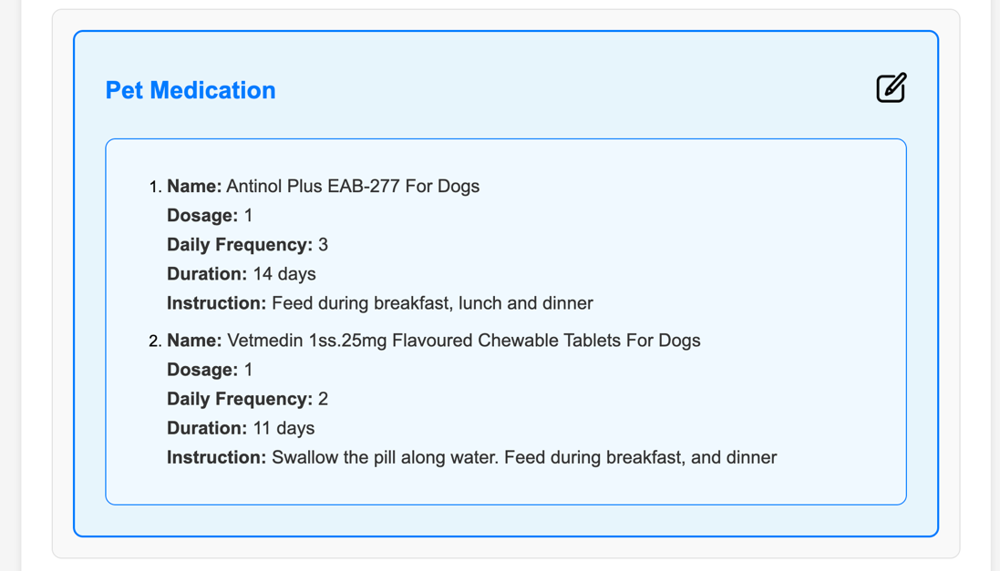 Pet Medication
1. Name: Antinol Plus EAB-277 For Dogs
Dosage: 1
Daily Frequency: 3
Duration: 14 days
Instruction: Feed during breakfast, lunch and dinner
2. Name: Vetmedin 1ss.25mg Flavoured Chewable Tablets For Dogs
Dosage: 1
Daily Frequency: 2
Duration: 11 days
Instruction: Swallow the pill along water. Feed during breakfast, and dinner